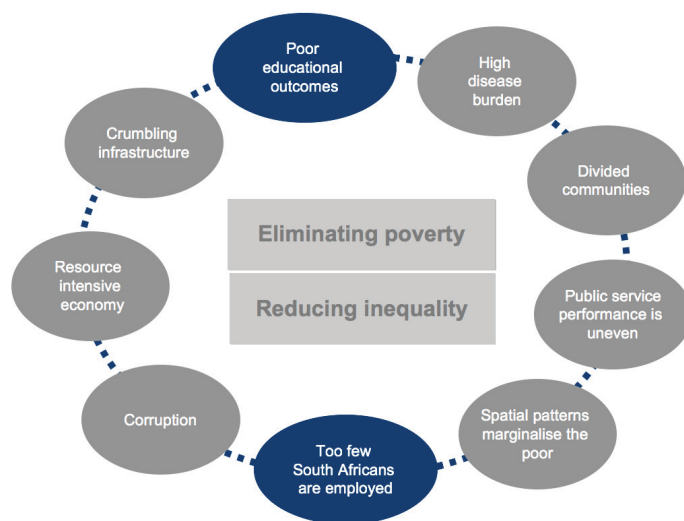 Poor
educational
outcomes
High
disease
burden
Divided
communities
Public service
performance is
uneven
Spatial patterns
marginalise the
poor
Too few
South Africans
are employed
Corruption
Resource
intensive
economy
Crumbling
infrastructure
Eliminating poverty
Reducing inequality